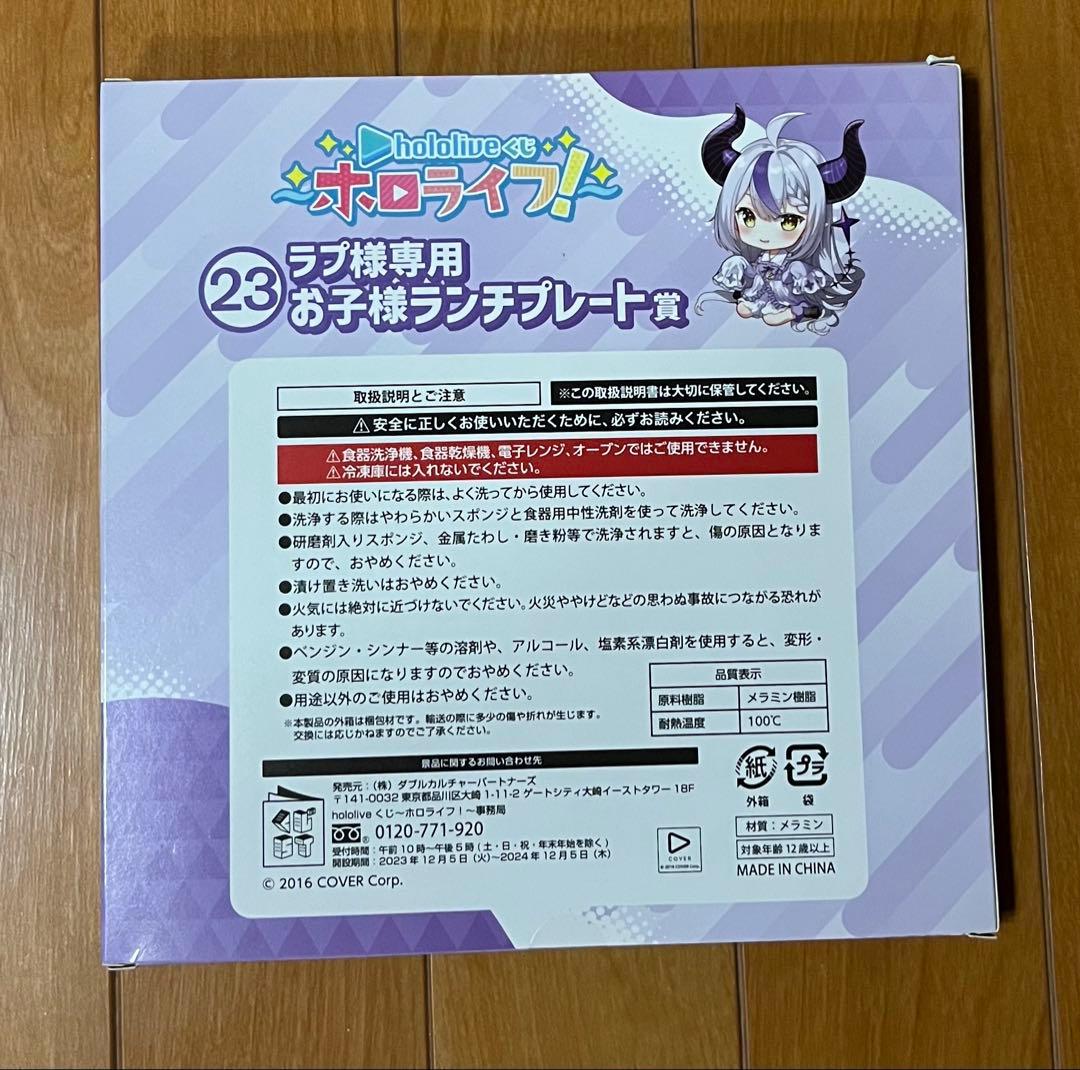 hololive くじ
ホロライフ!
23
ラプ様専用
お子様ランチプレート賞
取扱説明とご注意
※この取扱説明書は大切に保管してください。
⚠安全に正しくお使いいただくために、必ずお読みください。
⚠食器洗浄機、食器乾燥機、電子レンジ、オーブンではご使用できません。
⚠冷凍庫には入れないでください。
●最初にお使いになる際は、よく洗ってから使用してください。
●洗浄する際はやわらかいスポンジと食器用中性洗剤を使って洗浄してください。
●研磨剤入りスポンジ、金属たわし・磨き粉等で洗浄されますと、傷の原因となりま
すので、おやめください。
●漬け置き洗いはおやめください。
●火気には絶対に近づけないでください。火災ややけどなどの思わぬ事故につながる恐れが
あります。
●ベンジン・シンナー等の溶剤や、アルコール、塩素系漂白剤を使用すると、変形・
変質の原因になりますのでおやめください。
●用途以外のご使用はおやめください。
※本製品の外箱は梱包材です。輸送の際に多少の傷や折れが生じます。
交換には応じかねますのでご了承ください。
品質表示
原料樹脂 メラミン樹脂
耐熱温度 100℃
景品に関するお問い合わせ先
発売元:(株)ダブルカルチャーパートナーズ
〒141-0032 東京都品川区大崎 1-11-2 ゲートシティ大崎イーストタワー 18F
hololive くじ〜ホロライフ!〜事務局
0120-771-920
受付時間:午前10時〜午後5時(土・日・祝・年末年始を除く)
開設期間:2023年12月5日(火)〜2024年12月5日(木)
© 2016 COVER Corp.
COVER
© 2016 COVER Corp.
紙
外箱
プラ
袋
材質:メラミン
対象年齢12歳以上
MADE IN CHINA